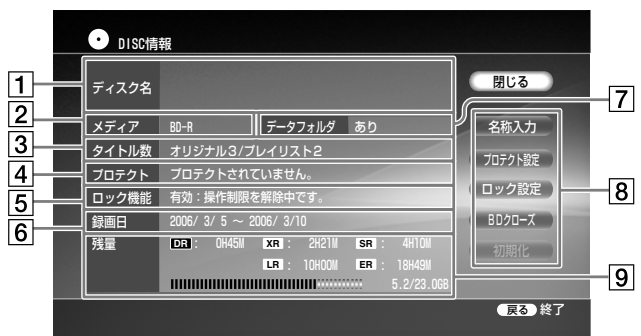 DISC情報
1
ディスク名
閉じる
2
メディア BD-R データフォルダ あり
7
名称入力
3
タイトル数 オリジナル3/プレイリスト2
プロテクト設定
4
プロテクト プロテクトされていません。
5
ロック機能 有効：操作制限を解除中です。
ロック設定
8
6
録画日 2006/ 3/ 5 ～ 2006/ 3/10
BDクローズ
残量 DR : 0H45M XR : 2H21M SR : 4H10M
初期化
LR : 10H00M ER : 18H49M
9
5.2/23.0GB
戻る 終了